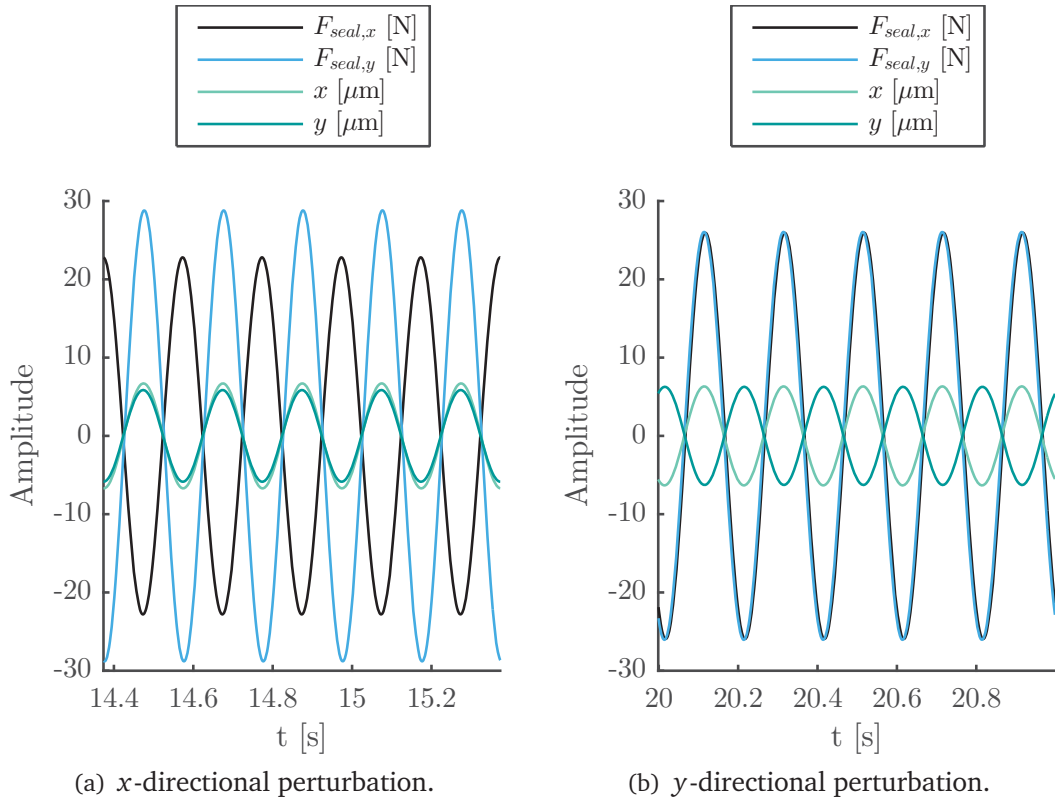 F_{seal,x} [N]
F_{seal,y} [N]
x [μm]
y [μm]
30
20
10
0
-10
-20
-30
Amplitude
14.4 14.6 14.8 15 15.2
t [s]
(a) x-directional perturbation.
F_{seal,x} [N]
F_{seal,y} [N]
x [μm]
y [μm]
30
20
10
0
-10
-20
-30
Amplitude
20 20.2 20.4 20.6 20.8
t [s]
(b) y-directional perturbation.